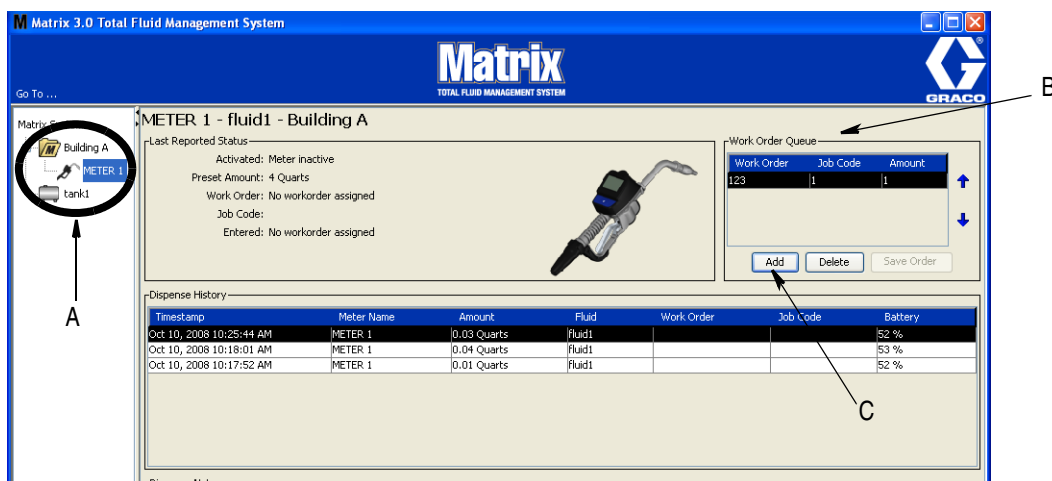 M Matrix 3.0 Total Fluid Management System
Matrix
TOTAL FLUID MANAGEMENT SYSTEM
GRACO
Go To ...
B
METER 1 - fluid1 - Building A
Building A
METER 1
tank1
A
Last Reported Status
Activated: Meter inactive
Preset Amount: 4 Quarts
Work Order: No workorder assigned
Job Code:
Entered: No workorder assigned
Work Order Queue
Work Order Job Code Amount
123 1 1
Add Delete Save Order
Dispense History
Timestamp Meter Name Amount Fluid Work Order Job Code Battery
Oct 10, 2008 10:25:44 AM METER 1 0.03 Quarts fluid1 52 %
Oct 10, 2008 10:18:01 AM METER 1 0.04 Quarts fluid1 53 %
Oct 10, 2008 10:17:52 AM METER 1 0.01 Quarts fluid1 52 %
C